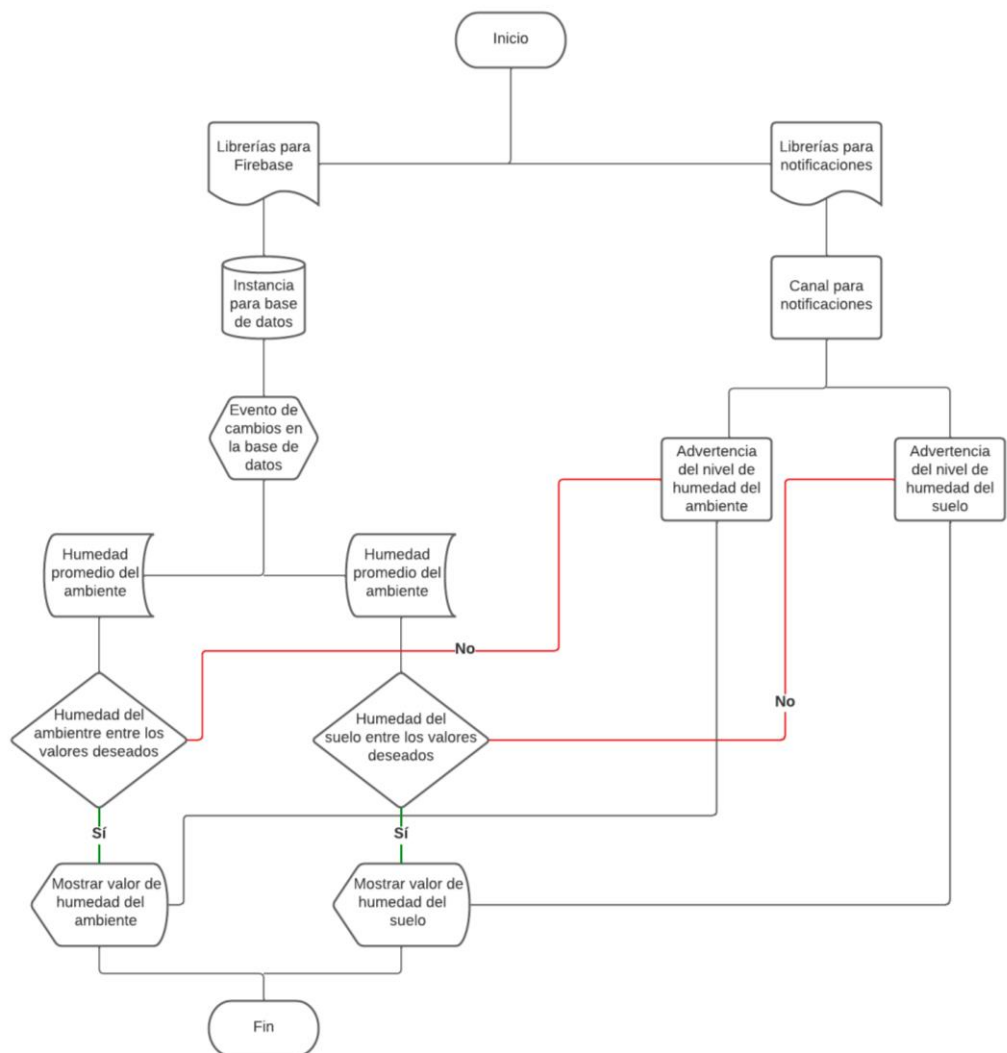 Inicio
Librerías para
Firebase
Librerías para
notificaciones
Instancia
para base
de datos
Canal para
notificaciones
Evento de
cambios en
la base de
datos
Advertencia
del nivel de
humedad del
ambiente
Advertencia
del nivel de
humedad del
suelo
Humedad
promedio del
ambiente
Humedad
promedio del
ambiente
No
No
Humedad del
ambientre entre los
valores deseados
Humedad del
suelo entre los valores
deseados
Sí
Sí
Mostrar valor de
humedad del
ambiente
Mostrar valor de
humedad del
suelo
Fin